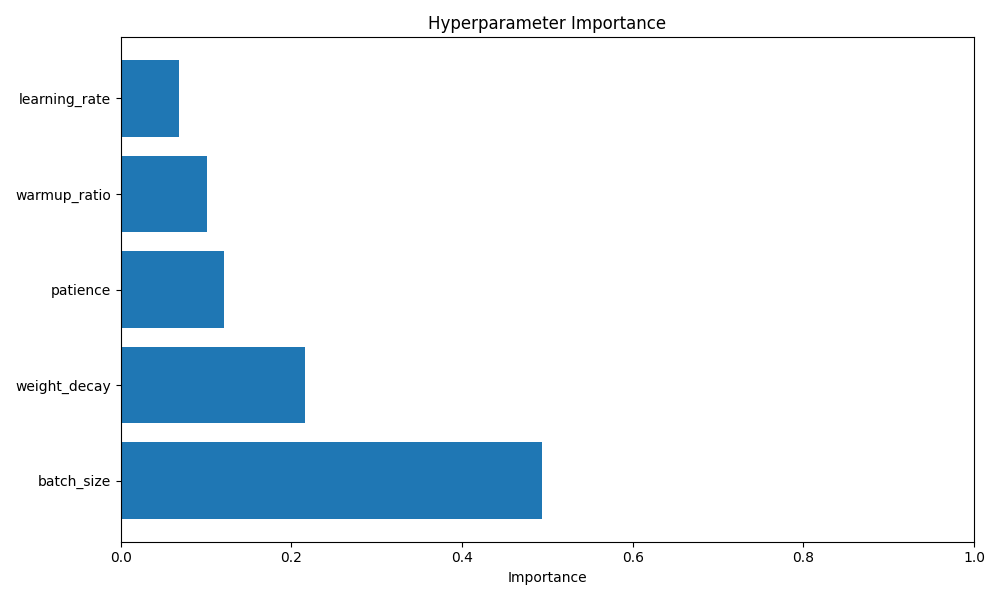 Hyperparameter Importance
learning_rate
warmup_ratio
patience
weight_decay
batch_size
0.0 0.2 0.4 0.6 0.8 1.0
Importance